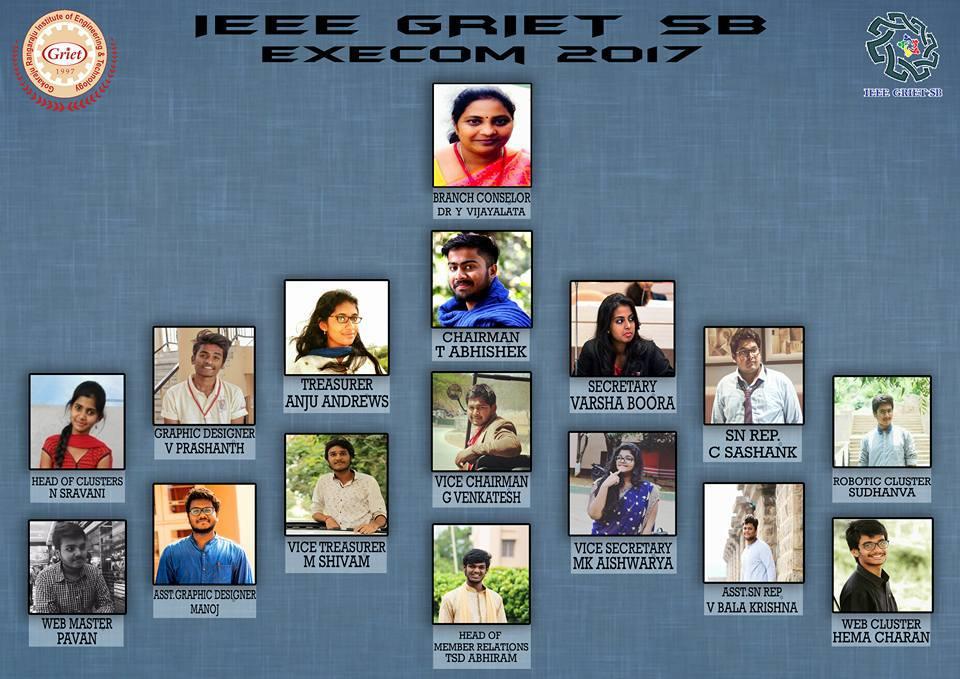 IEEE GRIET SB
EXECOM 2017
Gokaraju Rangaraju Institute of Engineering & Technology
Griet
1997
IEEE GRIET SB
BRANCH CONSELOR
DR Y VIJAYALATA
CHAIRMAN
T ABHISHEK
TREASURER
ANJU ANDREWS
SECRETARY
VARSHA BOORA
GRAPHIC DESIGNER
V PRASHANTH
SN REP.
C SASHANK
HEAD OF CLUSTERS
N SRAVANI
VICE CHAIRMAN
G VENKATESH
ROBOTIC CLUSTER
SUDHANVA
VICE TREASURER
M SHIVAM
VICE SECRETARY
MK AISHWARYA
ASST.GRAPHIC DESIGNER
MANOJ
ASST.SN REP.
V BALA KRISHNA
WEB MASTER
PAVAN
HEAD OF
MEMBER RELATIONS
TSD ABHIRAM
WEB CLUSTER
HEMA CHARAN